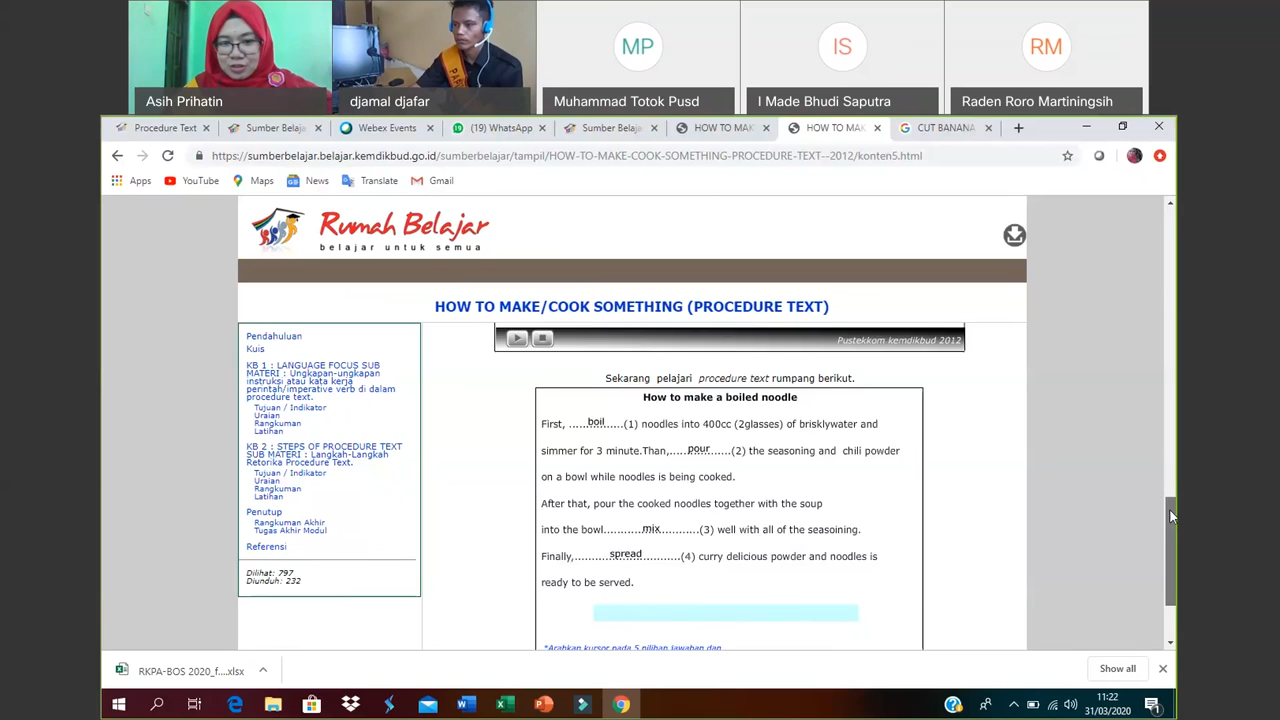 MP
IS
RM
Asih Prihatin
djamal djafar
Muhammad Totok Pusd
I Made Bhudi Saputra
Raden Roro Martiningsih
Procedure Text
Sumber Belaja
Webex Events
(19) WhatsApp
Sumber Belaja
HOW TO MAK
HOW TO MAK
CUT BANANA
https://sumberbelajar.belajar.kemdikbud.go.id/sumberbelajar/tampil/HOW-TO-MAKE-COOK-SOMETHING-PROCEDURE-TEXT--2012/konten5.html
Apps
YouTube
Maps
News
Translate
Gmail
Rumah Belajar
belajar untuk semua
HOW TO MAKE/COOK SOMETHING (PROCEDURE TEXT)
Pendahuluan
Kuis
KB 1 : LANGUAGE FOCUS SUB
MATERI : Ungkapan-ungkapan
instruksi atau kata kerja
perintah/imperative verb di dalam
procedure text.
Tujuan / Indikator
Uraian
Rangkuman
Latihan
KB 2 : STEPS OF PROCEDURE TEXT
SUB MATERI : Langkah-Langkah
Retorika Procedure Text.
Tujuan / Indikator
Uraian
Rangkuman
Latihan
Penutup
Rangkuman Akhir
Tugas Akhir Modul
Referensi
Dilihat: 797
Diunduh: 232
Pustekkom kemdikbud 2012
Sekarang pelajari procedure text rumpang berikut.
How to make a boiled noodle
First, ......boil......(1) noodles into 400cc (2glasses) of brisklywater and
simmer for 3 minute.Than,......pour......(2) the seasoning and chili powder
on a bowl while noodles is being cooked.
After that, pour the cooked noodles together with the soup
into the bowl...........mix...........(3) well with all of the seasoining.
Finally,...........spread...........(4) curry delicious powder and noodles is
ready to be served.
*Arahkan kursor pada 5 pilihan jawaban dan
RKPA-BOS 2020_f....xlsx
Show all
11:22
31/03/2020